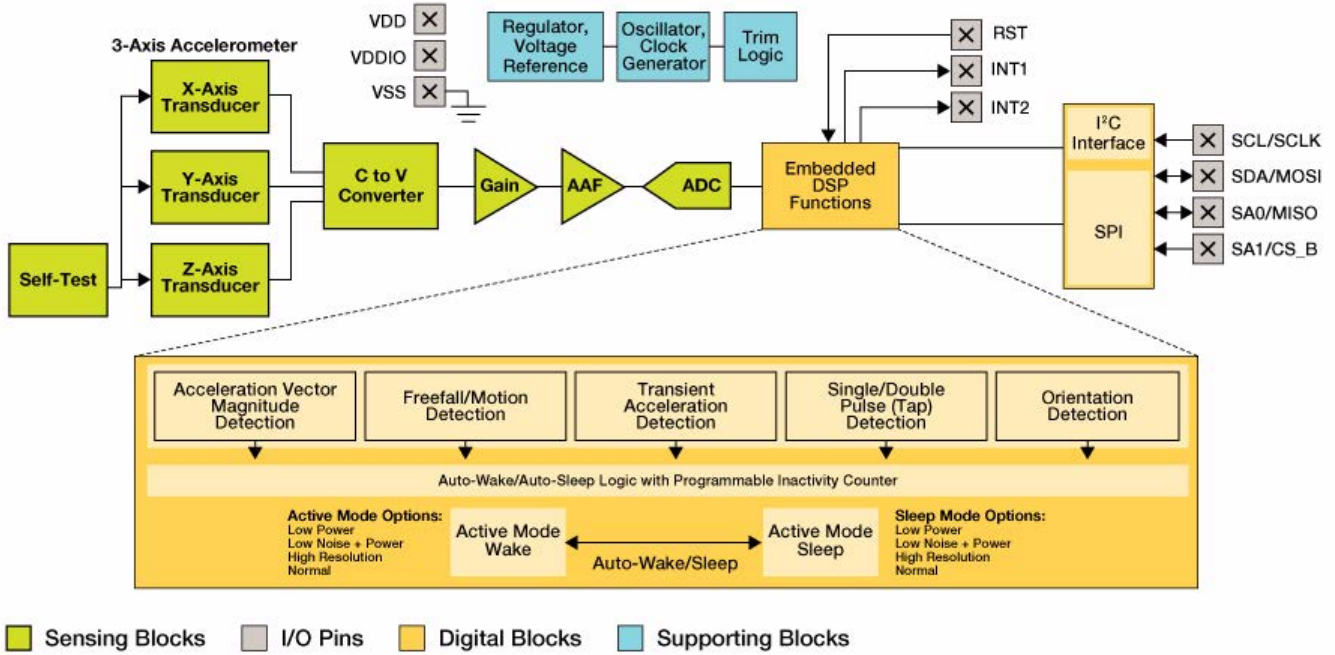 3-Axis Accelerometer
X-Axis
Transducer
Y-Axis
Transducer
Z-Axis
Transducer
Self-Test
VDD
VDDIO
VSS
C to V
Converter
Gain
AAF
ADC
Regulator,
Voltage
Reference
Oscillator,
Clock
Generator
Trim
Logic
Embedded
DSP
Functions
RST
INT1
INT2
I²C
Interface
SPI
SCL/SCLK
SDA/MOSI
SA0/MISO
SA1/CS_B
Acceleration Vector
Magnitude
Detection
Freefall/Motion
Detection
Transient
Acceleration
Detection
Single/Double
Pulse (Tap)
Detection
Orientation
Detection
Auto-Wake/Auto-Sleep Logic with Programmable Inactivity Counter
Active Mode Options:
Low Power
Low Noise + Power
High Resolution
Normal
Active Mode
Wake
Auto-Wake/Sleep
Active Mode
Sleep
Sleep Mode Options:
Low Power
Low Noise + Power
High Resolution
Normal
Sensing Blocks
I/O Pins
Digital Blocks
Supporting Blocks